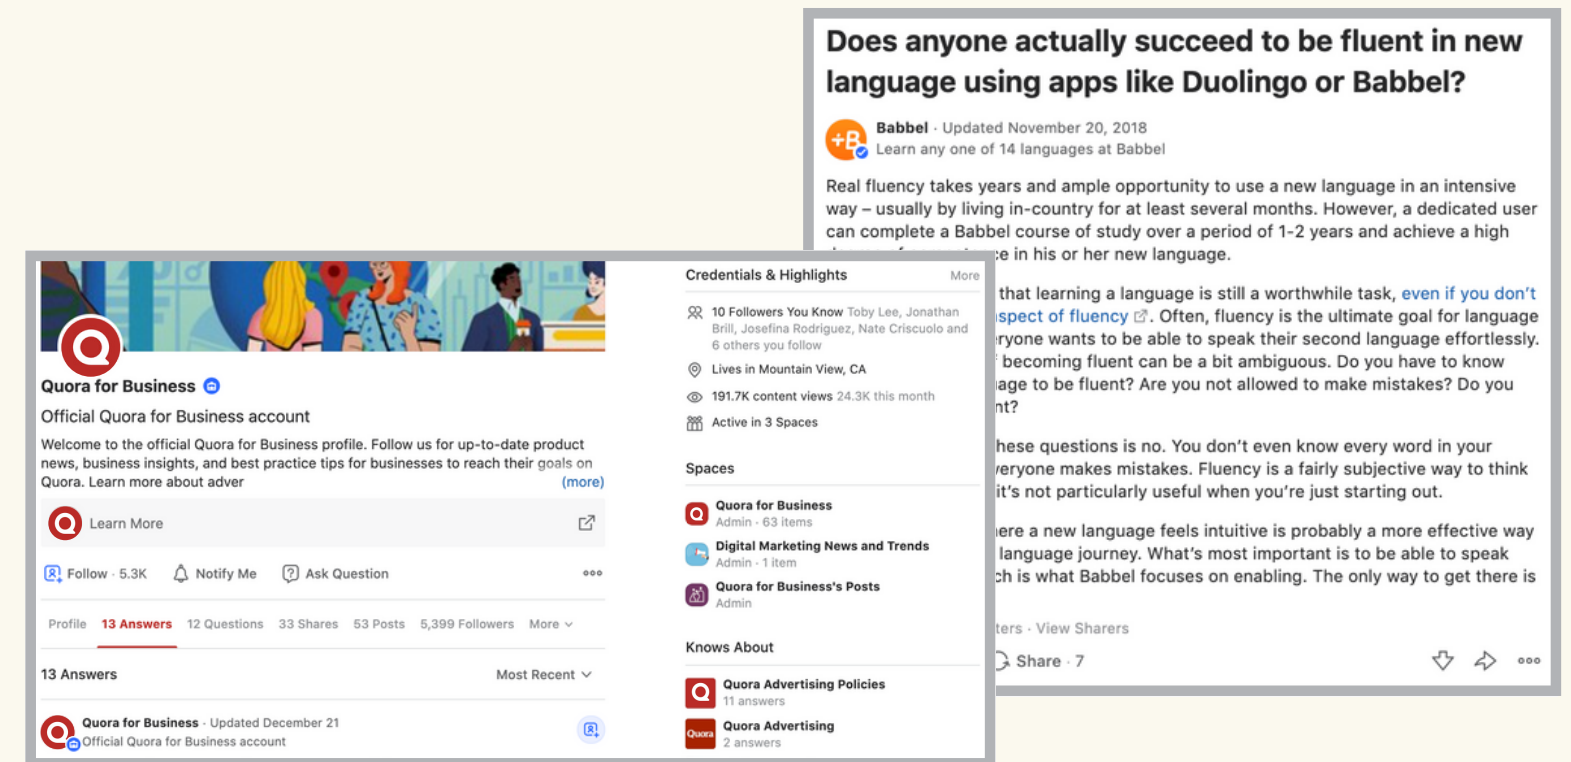 Does anyone actually succeed to be fluent in new
language using apps like Duolingo or Babbel?
+B
Babbel · Updated November 20, 2018
Learn any one of 14 languages at Babbel
Real fluency takes years and ample opportunity to use a new language in an intensive
way – usually by living in-country for at least several months. However, a dedicated user
can complete a Babbel course of study over a period of 1-2 years and achieve a high
in his or her new language.
that learning a language is still a worthwhile task, even if you don't
of fluency. Often, fluency is the ultimate goal for language
wants to be able to speak their second language effortlessly.
becoming fluent can be a bit ambiguous. Do you have to know
to be fluent? Are you not allowed to make mistakes? Do you
these questions is no. You don't even know every word in your
everyone makes mistakes. Fluency is a fairly subjective way to think
it's not particularly useful when you're just starting out.
a new language feels intuitive is probably a more effective way
language journey. What's most important is to be able to speak
is what Babbel focuses on enabling. The only way to get there is
· View Sharers
Share · 7
Quora for Business
Official Quora for Business account
Welcome to the official Quora for Business profile. Follow us for up-to-date product
news, business insights, and best practice tips for businesses to reach their goals on
Quora. Learn more about adver (more)
Learn More
Follow · 5.3K Notify Me Ask Question
Profile 13 Answers 12 Questions 33 Shares 53 Posts 5,399 Followers More
13 Answers Most Recent
Quora for Business · Updated December 21
Official Quora for Business account
Credentials & Highlights More
10 Followers You Know Toby Lee, Jonathan
Brill, Josefina Rodriguez, Nate Criscuolo and
6 others you follow
Lives in Mountain View, CA
191.7K content views 24.3K this month
Active in 3 Spaces
Spaces
Quora for Business
Admin · 63 items
Digital Marketing News and Trends
Admin · 1 item
Quora for Business's Posts
Admin
Knows About
Quora Advertising Policies
11 answers
Quora
Quora Advertising
2 answers